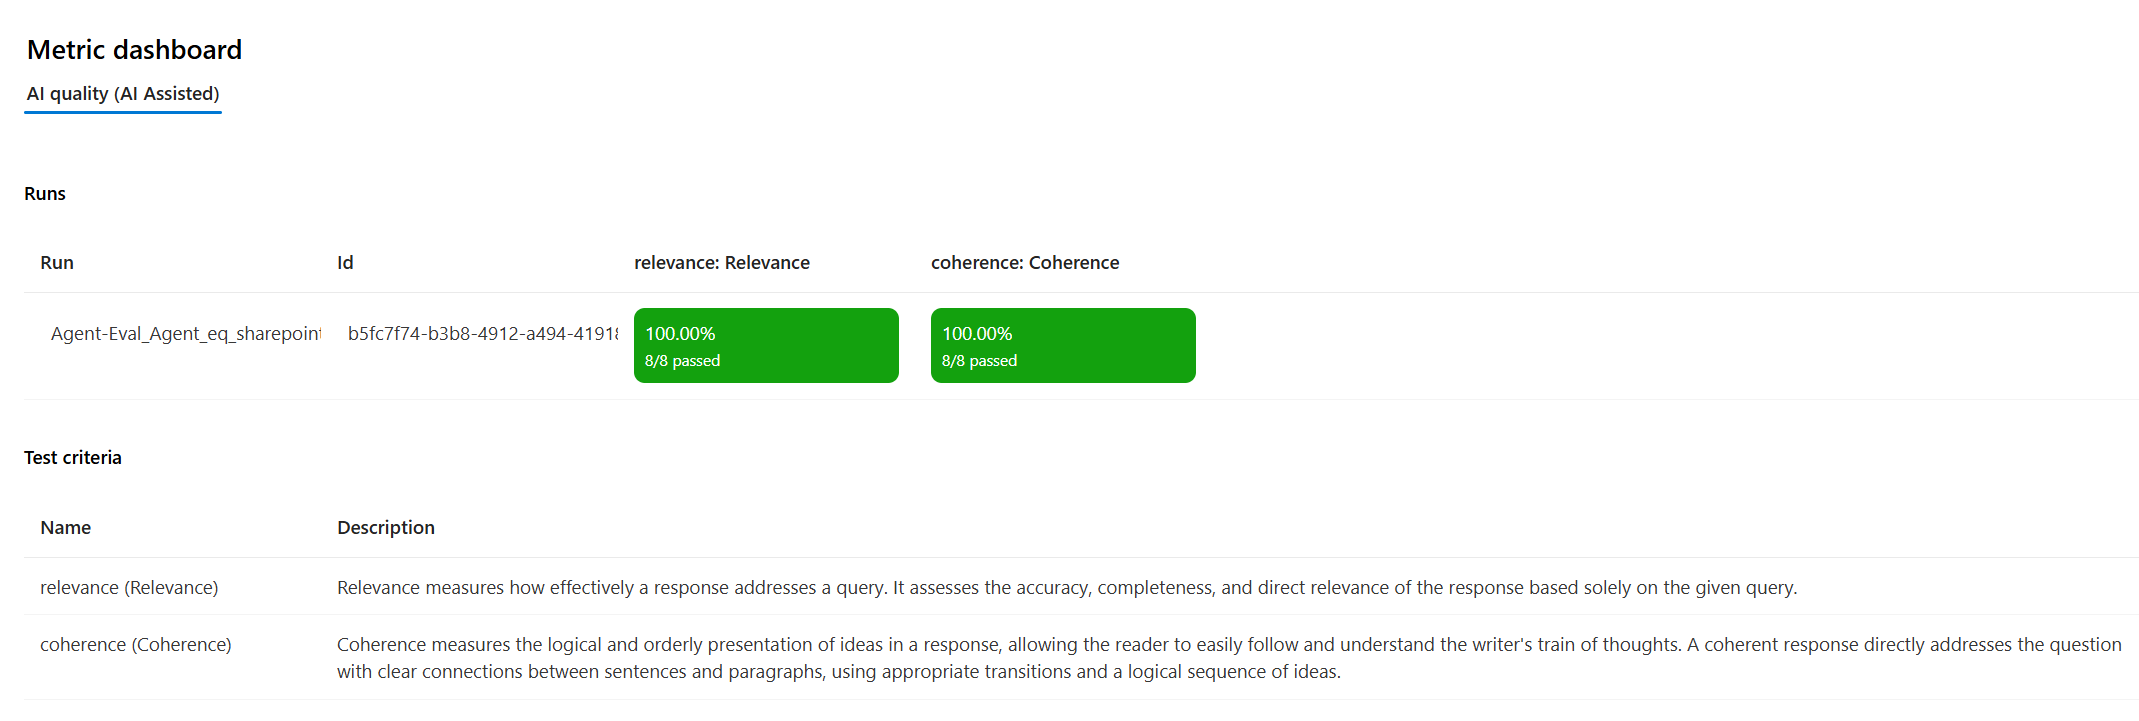 Metric dashboard
AI quality (AI Assisted)
Runs
Run Id relevance: Relevance coherence: Coherence
Agent-Eval_Agent_eq_sharepoint b5fc7f74-b3b8-4912-a494-41918 100.00% 100.00%
8/8 passed 8/8 passed
Test criteria
Name Description
relevance (Relevance) Relevance measures how effectively a response addresses a query. It assesses the accuracy, completeness, and direct relevance of the response based solely on the given query.
coherence (Coherence) Coherence measures the logical and orderly presentation of ideas in a response, allowing the reader to easily follow and understand the writer's train of thoughts. A coherent response directly addresses the question
with clear connections between sentences and paragraphs, using appropriate transitions and a logical sequence of ideas.